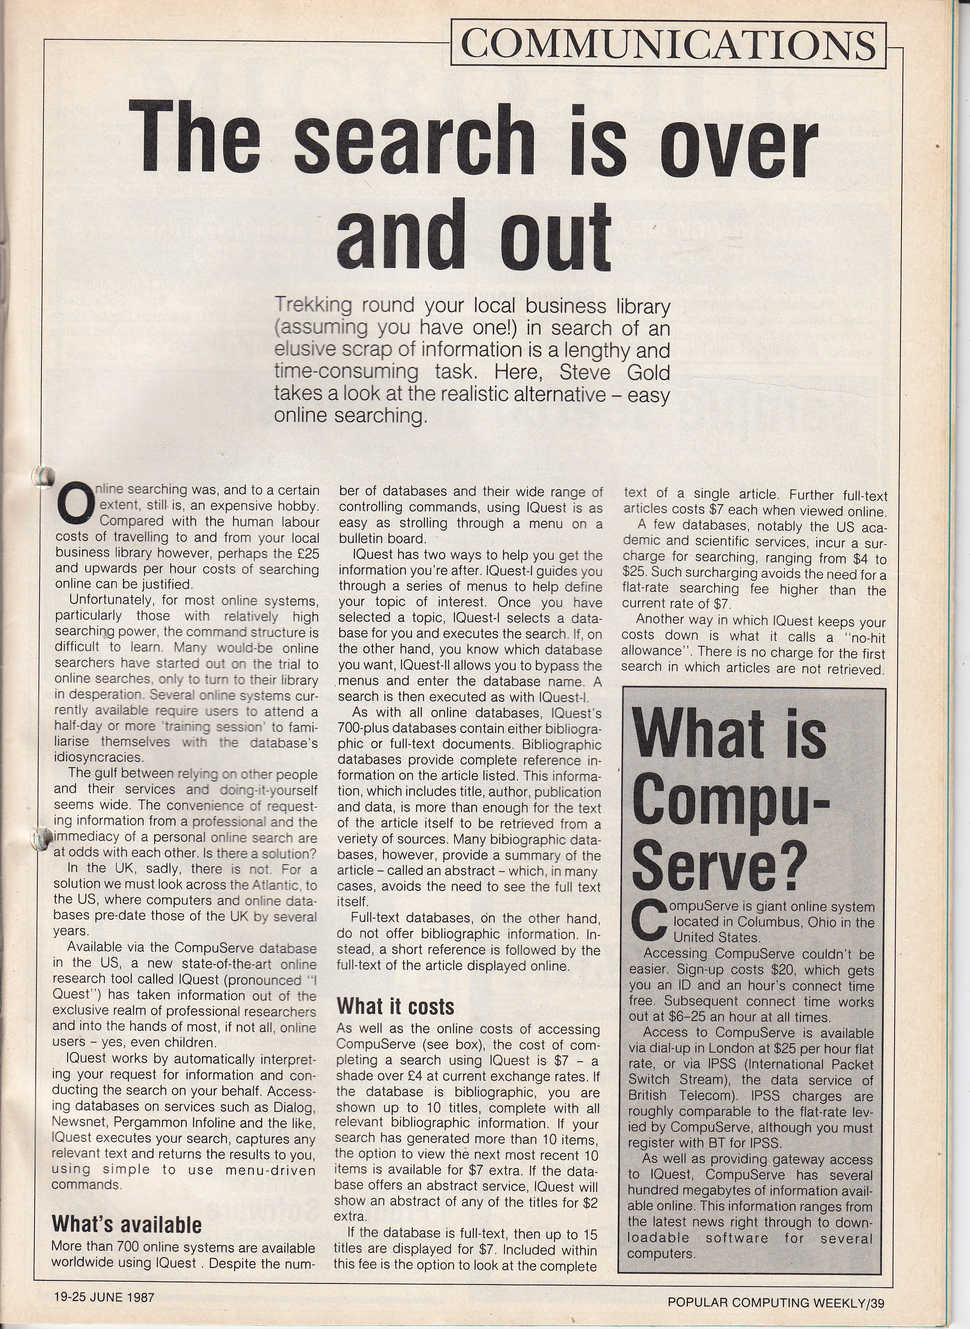 COMMUNICATIONS
The search is over
and out
Trekking round your local business library
(assuming you have one!) in search of an
elusive scrap of information is a lengthy and
time-consuming task. Here, Steve Gold
takes a look at the realistic alternative – easy
online searching.
Online searching was, and to a certain
extent, still is, an expensive hobby.
Compared with the human labour
costs of travelling to and from your local
business library however, perhaps the £25
and upwards per hour costs of searching
online can be justified.
Unfortunately, for most online systems,
particularly those with relatively high
searching power, the command structure is
difficult to learn. Many would-be online
searchers have started out on the trial to
online searches, only to turn to their library
in desperation. Several online systems cur-
rently available require users to attend a
half-day or more 'training session' to fami-
liarise themselves with the database's
idiosyncracies.
The gulf between relying on other people
and their services and doing-it-yourself
seems wide. The convenience of request-
ing information from a professional and the
immediacy of a personal online search are
at odds with each other. Is there a solution?
In the UK, sadly, there is not. For a
solution we must look across the Atlantic, to
the US, where computers and online data-
bases pre-date those of the UK by several
years.
Available via the CompuServe database
in the US, a new state-of-the-art online
research tool called IQuest (pronounced "I
Quest") has taken information out of the
exclusive realm of professional researchers
and into the hands of most, if not all, online
users – yes, even children.
IQuest works by automatically interpret-
ing your request for information and con-
ducting the search on your behalf. Access-
ing databases on services such as Dialog,
Newsnet, Pergammon Infoline and the like,
IQuest executes your search, captures any
relevant text and returns the results to you,
using simple to use menu-driven
commands.
What's available
More than 700 online systems are available
worldwide using IQuest . Despite the num-
ber of databases and their wide range of
controlling commands, using IQuest is as
easy as strolling through a menu on a
bulletin board.
IQuest has two ways to help you get the
information you're after. IQuest-I guides you
through a series of menus to help define
your topic of interest. Once you have
selected a topic, IQuest-I selects a data-
base for you and executes the search. If, on
the other hand, you know which database
you want, IQuest-II allows you to bypass the
menus and enter the database name. A
search is then executed as with IQuest-I.
As with all online databases, IQuest's
700-plus databases contain either bibliogra-
phic or full-text documents. Bibliographic
databases provide complete reference in-
formation on the article listed. This informa-
tion, which includes title, author, publication
and data, is more than enough for the text
of the article itself to be retrieved from a
veriety of sources. Many bibiographic data-
bases, however, provide a summary of the
article – called an abstract – which, in many
cases, avoids the need to see the full text
itself.
Full-text databases, on the other hand,
do not offer bibliographic information. In-
stead, a short reference is followed by the
full-text of the article displayed online.
What it costs
As well as the online costs of accessing
CompuServe (see box), the cost of com-
pleting a search using IQuest is $7 – a
shade over £4 at current exchange rates. If
the database is bibliographic, you are
shown up to 10 titles, complete with all
relevant bibliographic information. If your
search has generated more than 10 items,
the option to view the next most recent 10
items is available for $7 extra. If the data-
base offers an abstract service, IQuest will
show an abstract of any of the titles for $2
extra.
If the database is full-text, then up to 15
titles are displayed for $7. Included within
this fee is the option to look at the complete
text of a single article. Further full-text
articles costs $7 each when viewed online.
A few databases, notably the US aca-
demic and scientific services, incur a sur-
charge for searching, ranging from $4 to
$25. Such surcharging avoids the need for a
flat-rate searching fee higher than the
current rate of $7.
Another way in which IQuest keeps your
costs down is what it calls a "no-hit
allowance". There is no charge for the first
search in which articles are not retrieved.
What is
Compu-
Serve?
CompuServe is giant online system
located in Columbus, Ohio in the
United States.
Accessing CompuServe couldn't be
easier. Sign-up costs $20, which gets
you an ID and an hour's connect time
free. Subsequent connect time works
out at $6–25 an hour at all times.
Access to CompuServe is available
via dial-up in London at $25 per hour flat
rate, or via IPSS (International Packet
Switch Stream), the data service of
British Telecom). IPSS charges are
roughly comparable to the flat-rate lev-
ied by CompuServe, although you must
register with BT for IPSS.
As well as providing gateway access
to IQuest, CompuServe has several
hundred megabytes of information avail-
able online. This information ranges from
the latest news right through to down-
loadable software for several
computers.
19-25 JUNE 1987
POPULAR COMPUTING WEEKLY/39